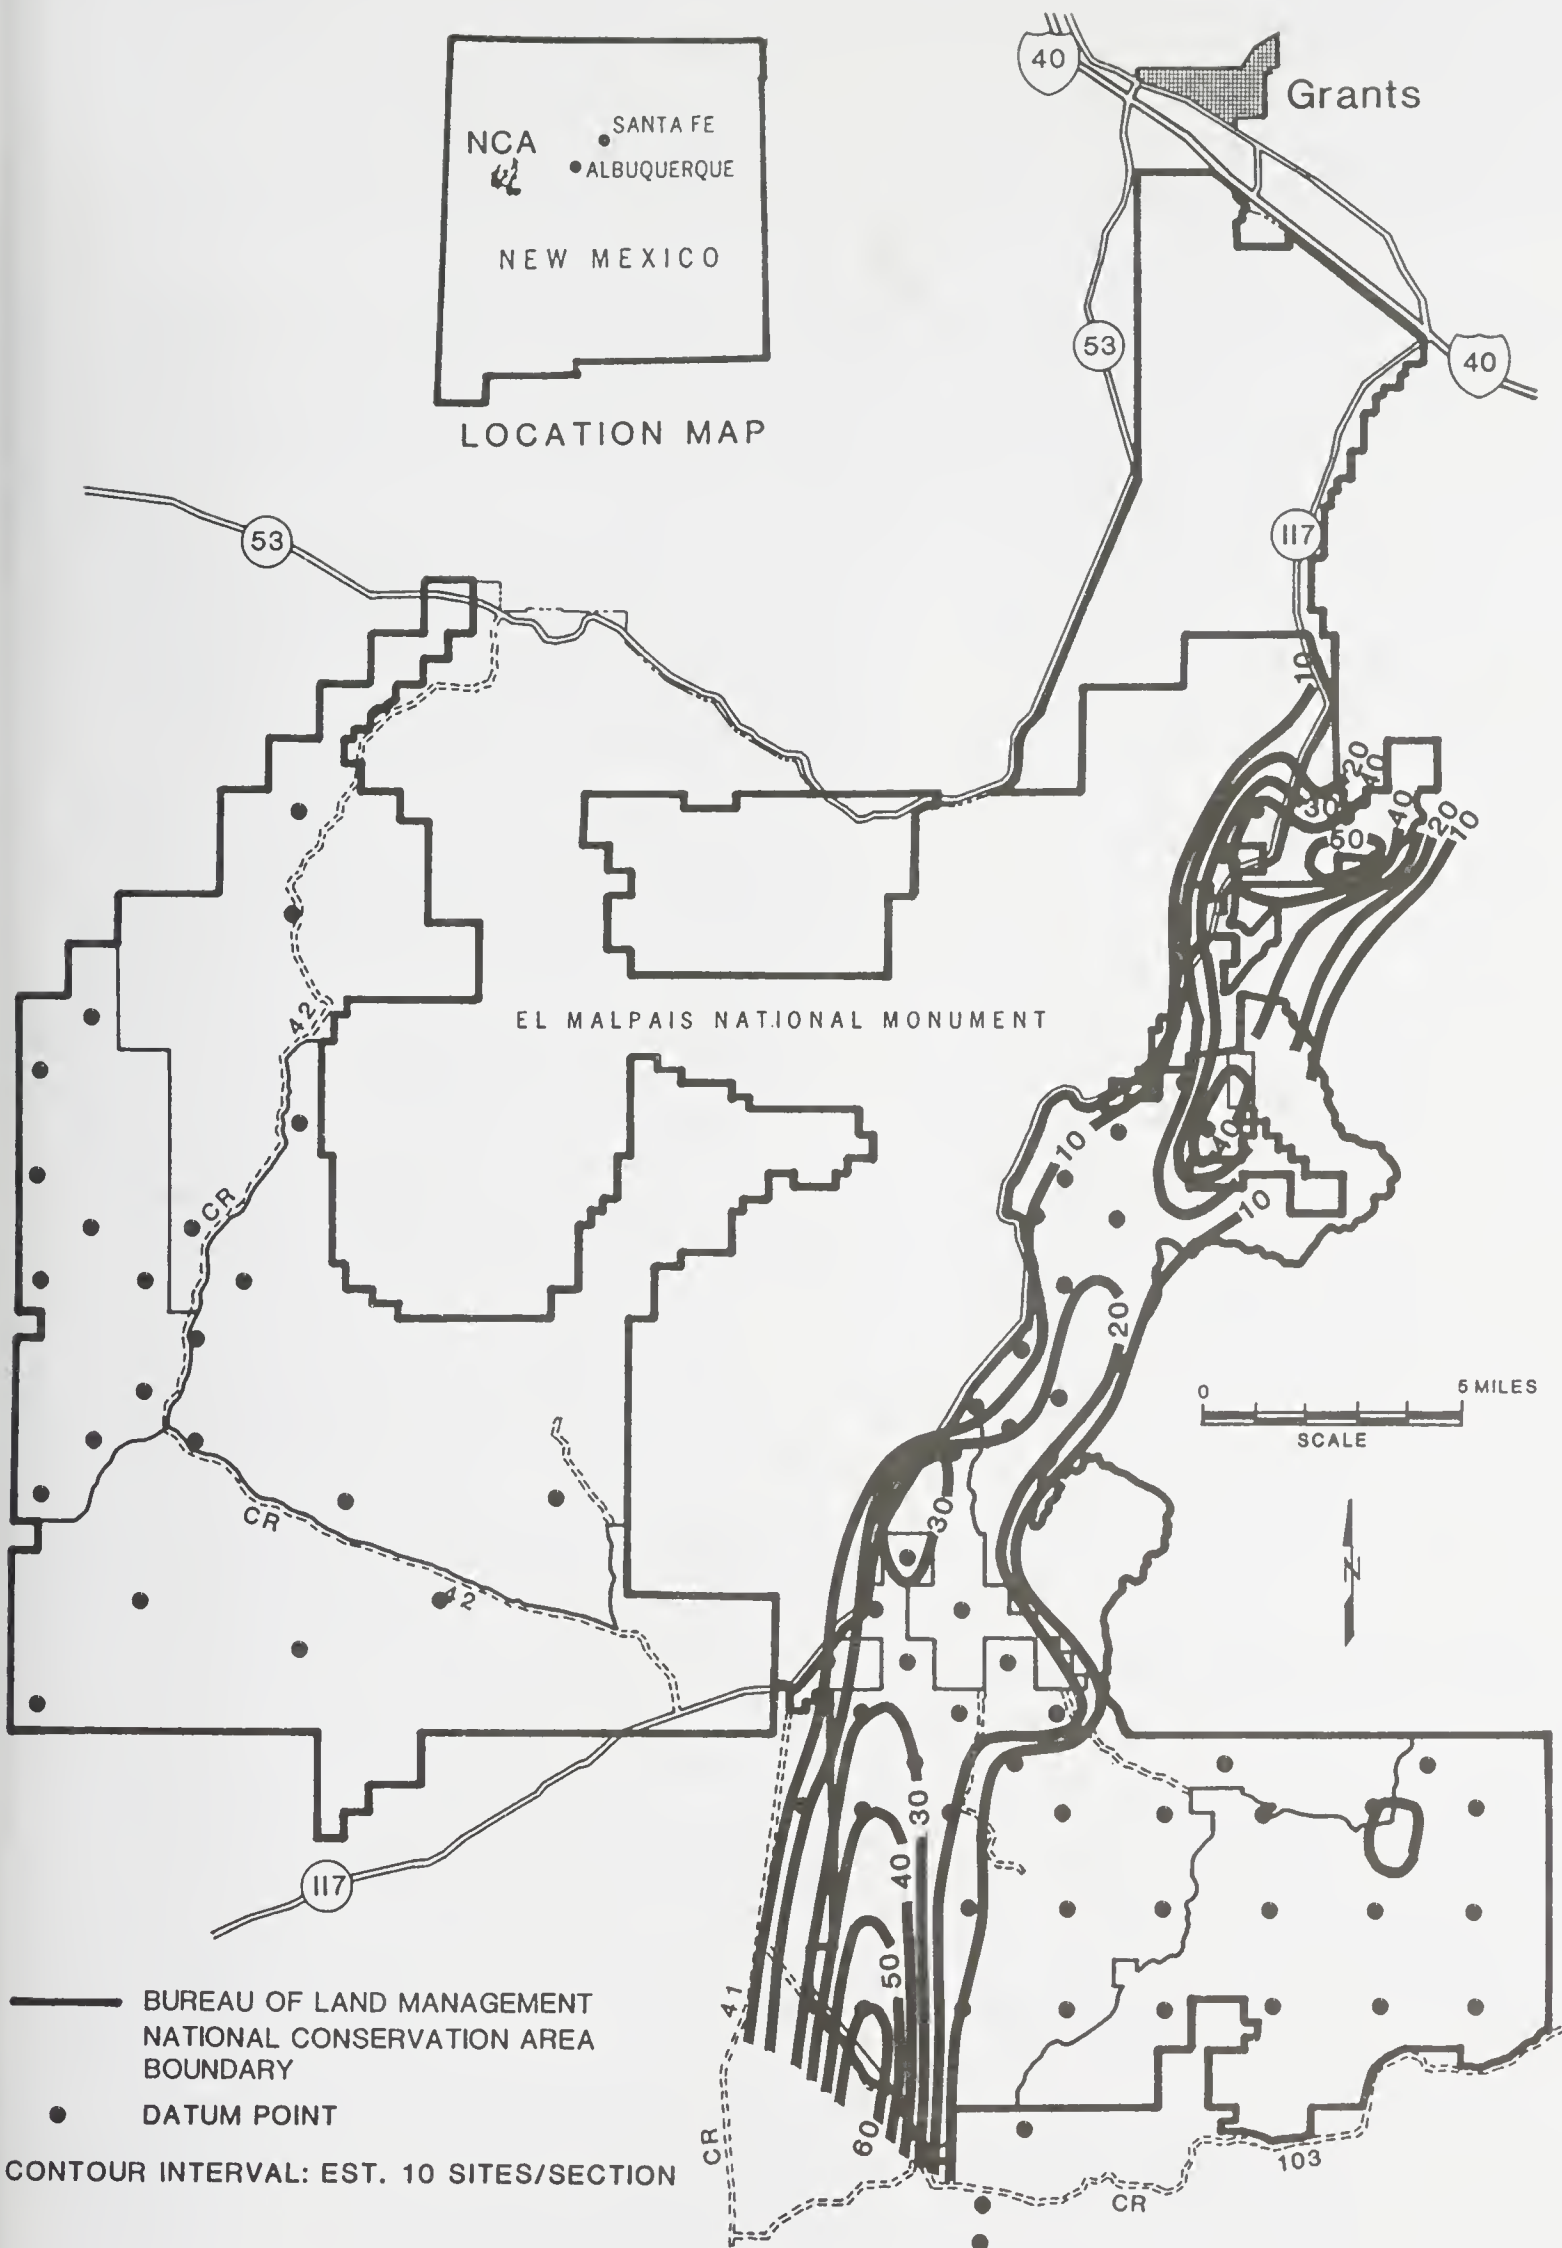 40
Grants
SANTA FE
NCA
ALBUQUERQUE
NEW MEXICO
53
40
LOCATION MAP
53
117
10
20
40
30
40
20
10
50
42
EL MALPAIS NATIONAL MONUMENT
40
10
CR
10
20
0
5 MILES
SCALE
30
CR
N
42
30
40
117
50
41
BUREAU OF LAND MANAGEMENT
NATIONAL CONSERVATION AREA
BOUNDARY
DATUM POINT
60
CR
103
CONTOUR INTERVAL: EST. 10 SITES/SECTION
CR